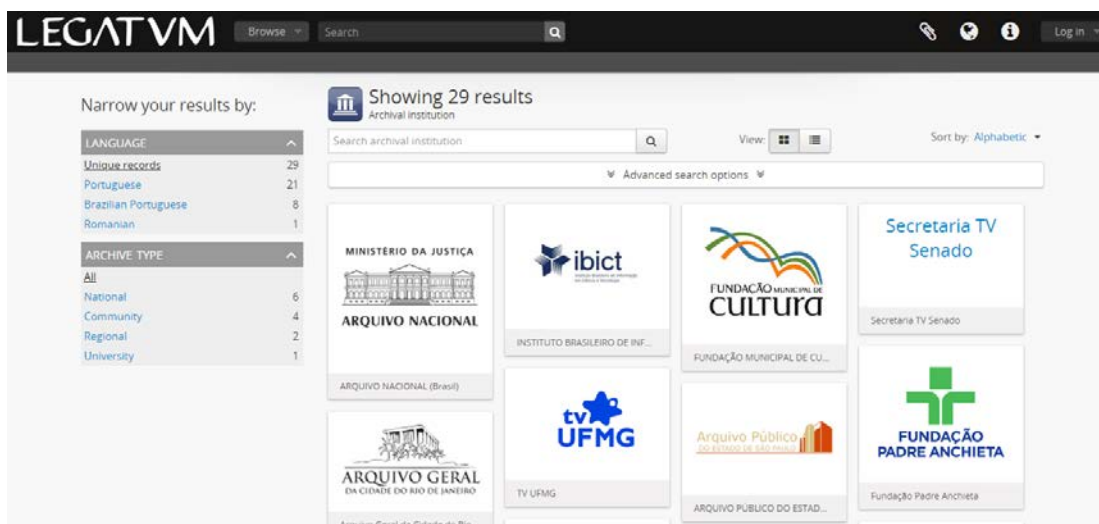 LEGATVM
Browse
Search
Log in
Narrow your results by:
LANGUAGE
Unique records 29
Portuguese 21
Brazilian Portuguese 8
Romanian 1
ARCHIVE TYPE
All
National 6
Community 4
Regional 2
University 1
Showing 29 results
Archival institution
Search archival institution
View:
Sort by: Alphabetic
Advanced search options
MINISTÉRIO DA JUSTIÇA
ARQUIVO NACIONAL
ARQUIVO NACIONAL (Brasil)
ARQUIVO GERAL
DA CIDADE DO RIO DE JANEIRO
ibict
INSTITUTO BRASILEIRO DE INF...
tv
UFMG
TV UFMG
FUNDAÇÃO MUNICIPAL DE
CULTURA
FUNDAÇÃO MUNICIPAL DE CU...
Arquivo Público
DO ESTADO DE SÃO PAULO
ARQUIVO PÚBLICO DO ESTAD...
Secretaria TV
Senado
Secretaria TV Senado
FUNDAÇÃO
PADRE ANCHIETA
Fundação Padre Anchieta